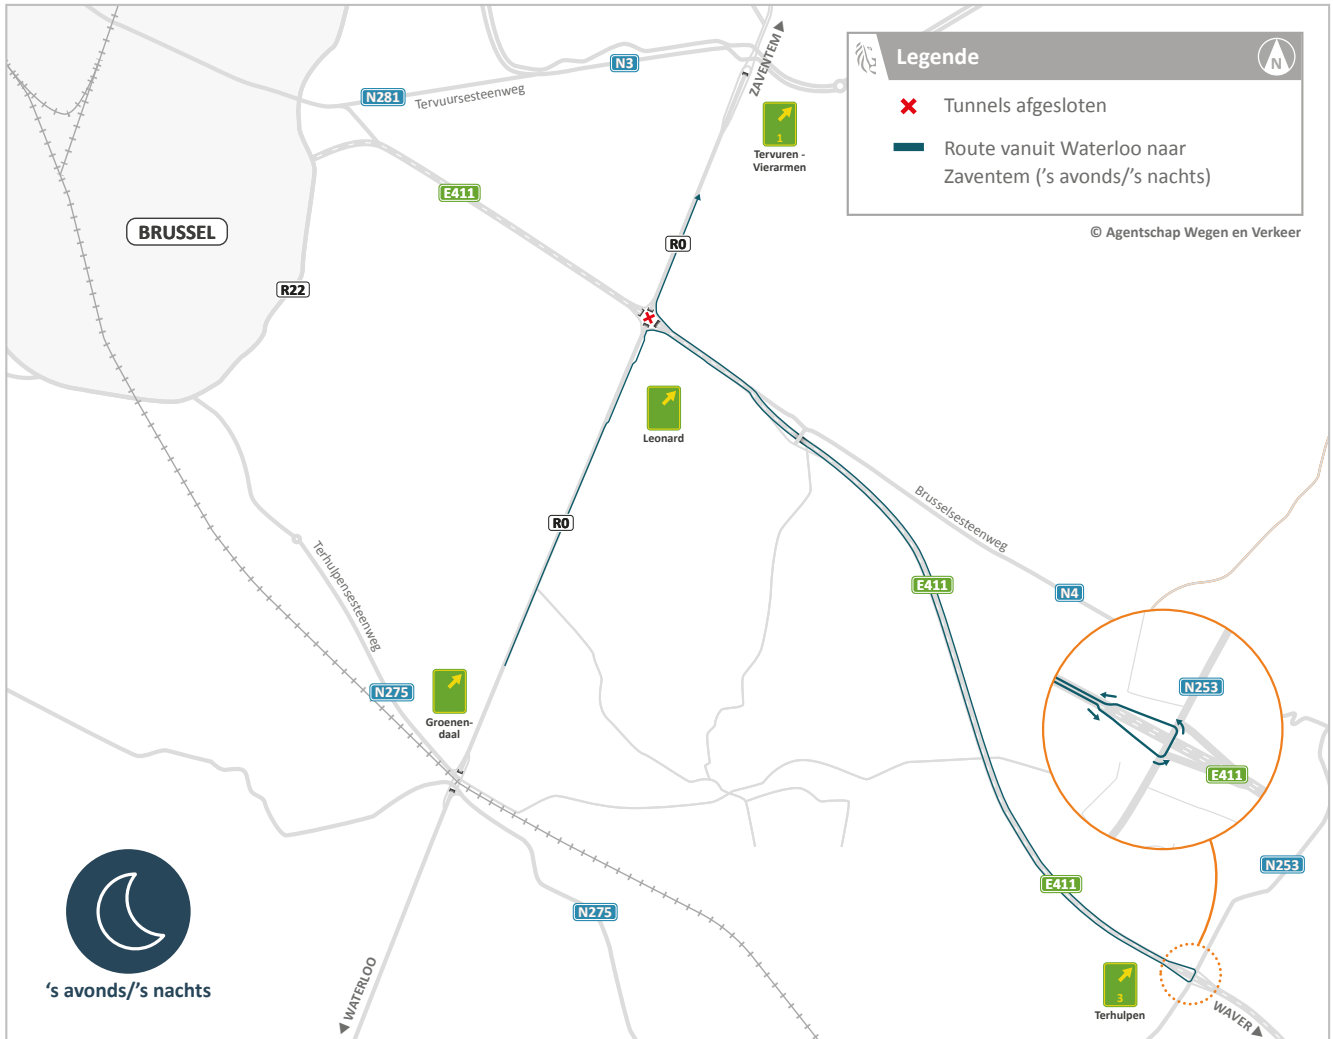 Legende
N
Tunnels afgesloten
Route vanuit Waterloo naar
Zaventem ('s avonds/'s nachts)
© Agentschap Wegen en Verkeer
ZAVENTEM
N3
N281
Tervuursesteenweg
1
Tervuren -
Vierarmen
E411
BRUSSEL
R0
R22
Leonard
R0
Brusselsesteenweg
Terhulpensesteenweg
E411
N4
N275
Groenen-
daal
N253
E411
N253
E411
N275
's avonds/'s nachts
WATERLOO
3
Terhulpen
WAVER